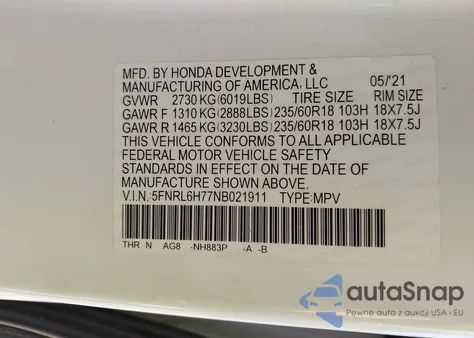 MFD. BY HONDA DEVELOPMENT &
MANUFACTURING OF AMERICA, LLC 05/'21
GVWR 2730 KG (6019LBS) TIRE SIZE RIM SIZE
GAWR F 1310 KG (2888LBS) 235/60R18 103H 18X7.5J
GAWR R 1465 KG (3230LBS) 235/60R18 103H 18X7.5J
THIS VEHICLE CONFORMS TO ALL APPLICABLE
FEDERAL MOTOR VEHICLE SAFETY
STANDARDS IN EFFECT ON THE DATE OF
MANUFACTURE SHOWN ABOVE.
V.I.N. 5FNRL6H77NB021911 TYPE: MPV
THR N AG8 -NH883P -A -B
autoSnap
Pewne auta z aukcji USA i EU